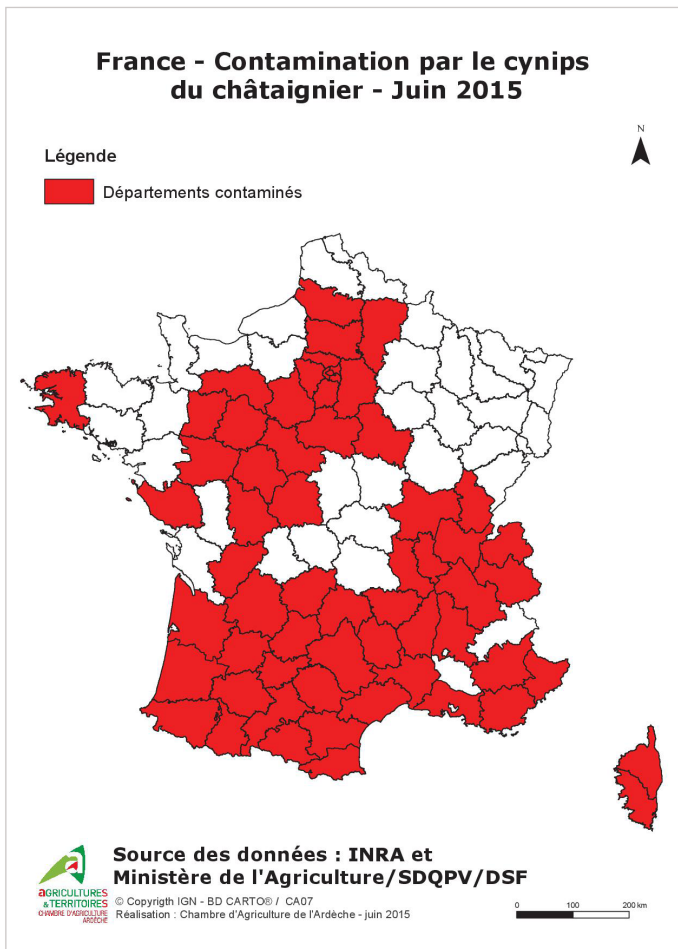 France - Contamination par le cynips
du châtaignier - Juin 2015
N
Légende
Départements contaminés
Source des données : INRA et
Ministère de l'Agriculture/SDQPV/DSF
© Copyrigth IGN - BD CARTO® / CA07
Réalisation : Chambre d'Agriculture de l'Ardèche - juin 2015
aGRICULTURES
& TERRITOIRES
CHAMBRE D'AGRICULTURE
ARDÈCHE
0 100 200 km